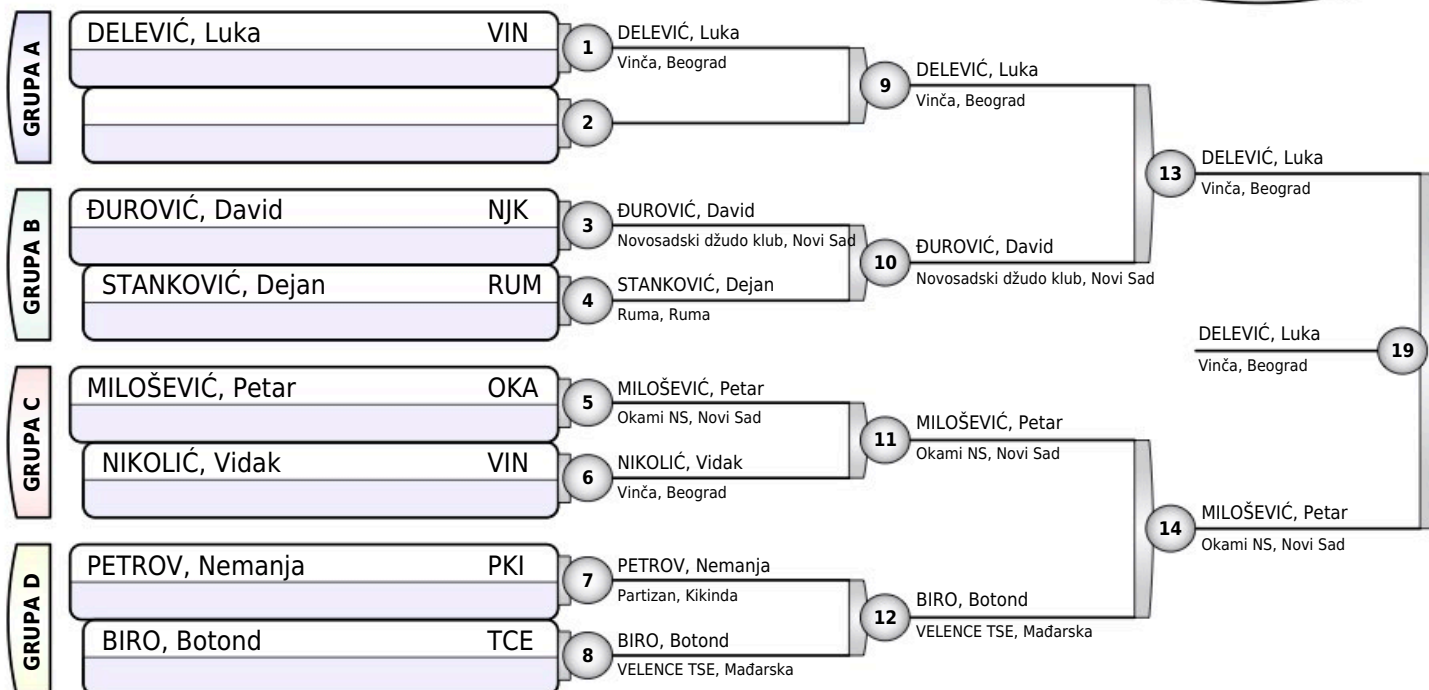 GRUPA A
DELEVIĆ, Luka VIN
1
DELEVIĆ, Luka
Vinča, Beograd
2
9
DELEVIĆ, Luka
Vinča, Beograd
GRUPA B
ĐUROVIĆ, David NJK
3
ĐUROVIĆ, David
Novosadski džudo klub, Novi Sad
STANKOVIĆ, Dejan RUM
4
STANKOVIĆ, Dejan
Ruma, Ruma
10
ĐUROVIĆ, David
Novosadski džudo klub, Novi Sad
13
DELEVIĆ, Luka
Vinča, Beograd
GRUPA C
MILOŠEVIĆ, Petar OKA
5
MILOŠEVIĆ, Petar
Okami NS, Novi Sad
NIKOLIĆ, Vidak VIN
6
NIKOLIĆ, Vidak
Vinča, Beograd
11
MILOŠEVIĆ, Petar
Okami NS, Novi Sad
GRUPA D
PETROV, Nemanja PKI
7
PETROV, Nemanja
Partizan, Kikinda
BIRO, Botond TCE
8
BIRO, Botond
VELENCE TSE, Mađarska
12
BIRO, Botond
VELENCE TSE, Mađarska
14
MILOŠEVIĆ, Petar
Okami NS, Novi Sad
DELEVIĆ, Luka
Vinča, Beograd
19